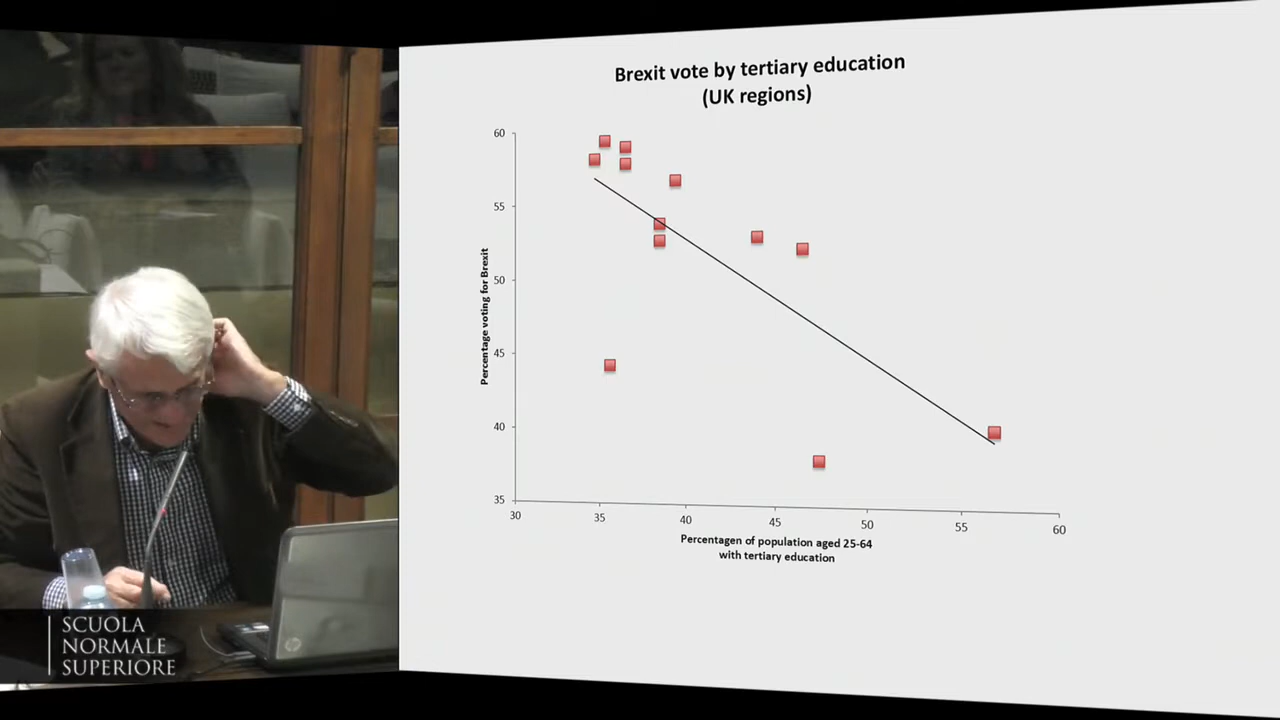 Brexit vote by tertiary education
(UK regions)
60
55
50
45
40
35
Percentage voting for Brexit
30
35
40
45
50
55
60
Percentagen of population aged 25-64
with tertiary education
SCUOLA
NORMALE
SUPERIORE
hp